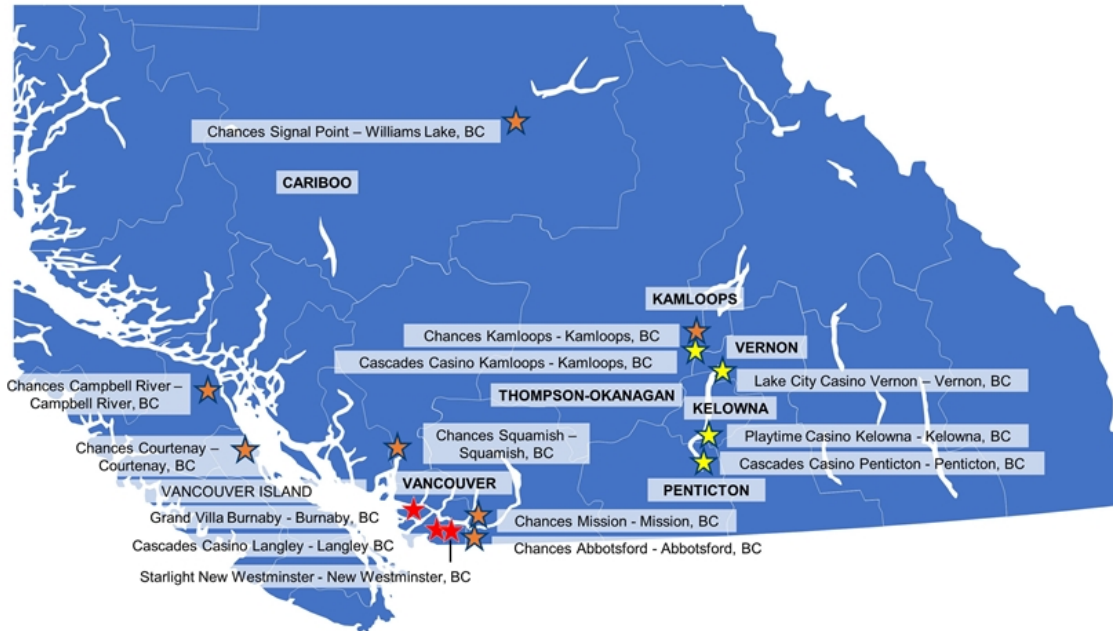 Chances Signal Point – Williams Lake, BC
CARIBOO
KAMLOOPS
Chances Kamloops - Kamloops, BC
VERNON
Cascades Casino Kamloops - Kamloops, BC
Lake City Casino Vernon – Vernon, BC
Chances Campbell River –
Campbell River, BC
THOMPSON-OKANAGAN
KELOWNA
Chances Courtenay –
Courtenay, BC
Chances Squamish –
Squamish, BC
Playtime Casino Kelowna - Kelowna, BC
Cascades Casino Penticton - Penticton, BC
VANCOUVER
PENTICTON
VANCOUVER ISLAND
Grand Villa Burnaby - Burnaby, BC
Chances Mission - Mission, BC
Cascades Casino Langley - Langley BC
Chances Abbotsford - Abbotsford, BC
Starlight New Westminster - New Westminster, BC